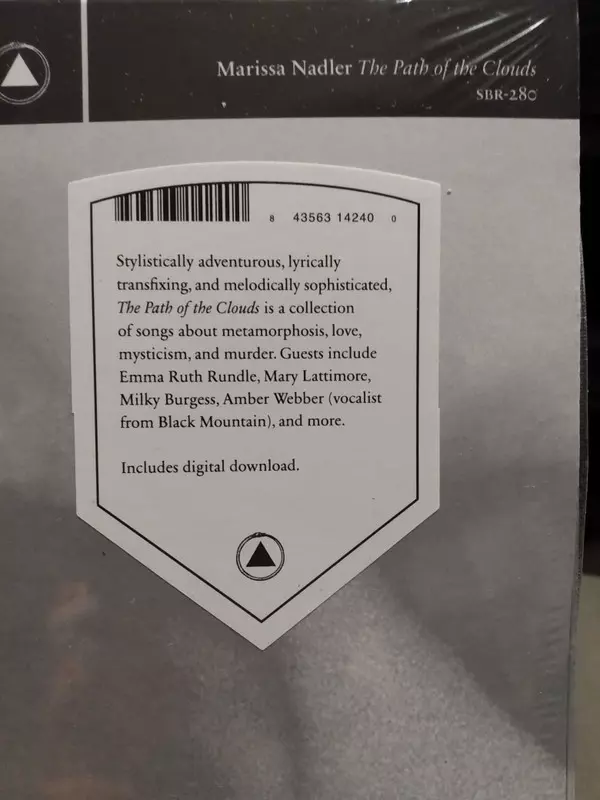 Marissa Nadler The Path of the Clouds
SBR-280
8 43563 14240 0
Stylistically adventurous, lyrically
transfixing, and melodically sophisticated,
The Path of the Clouds is a collection
of songs about metamorphosis, love,
mysticism, and murder. Guests include
Emma Ruth Rundle, Mary Lattimore,
Milky Burgess, Amber Webber (vocalist
from Black Mountain), and more.
Includes digital download.